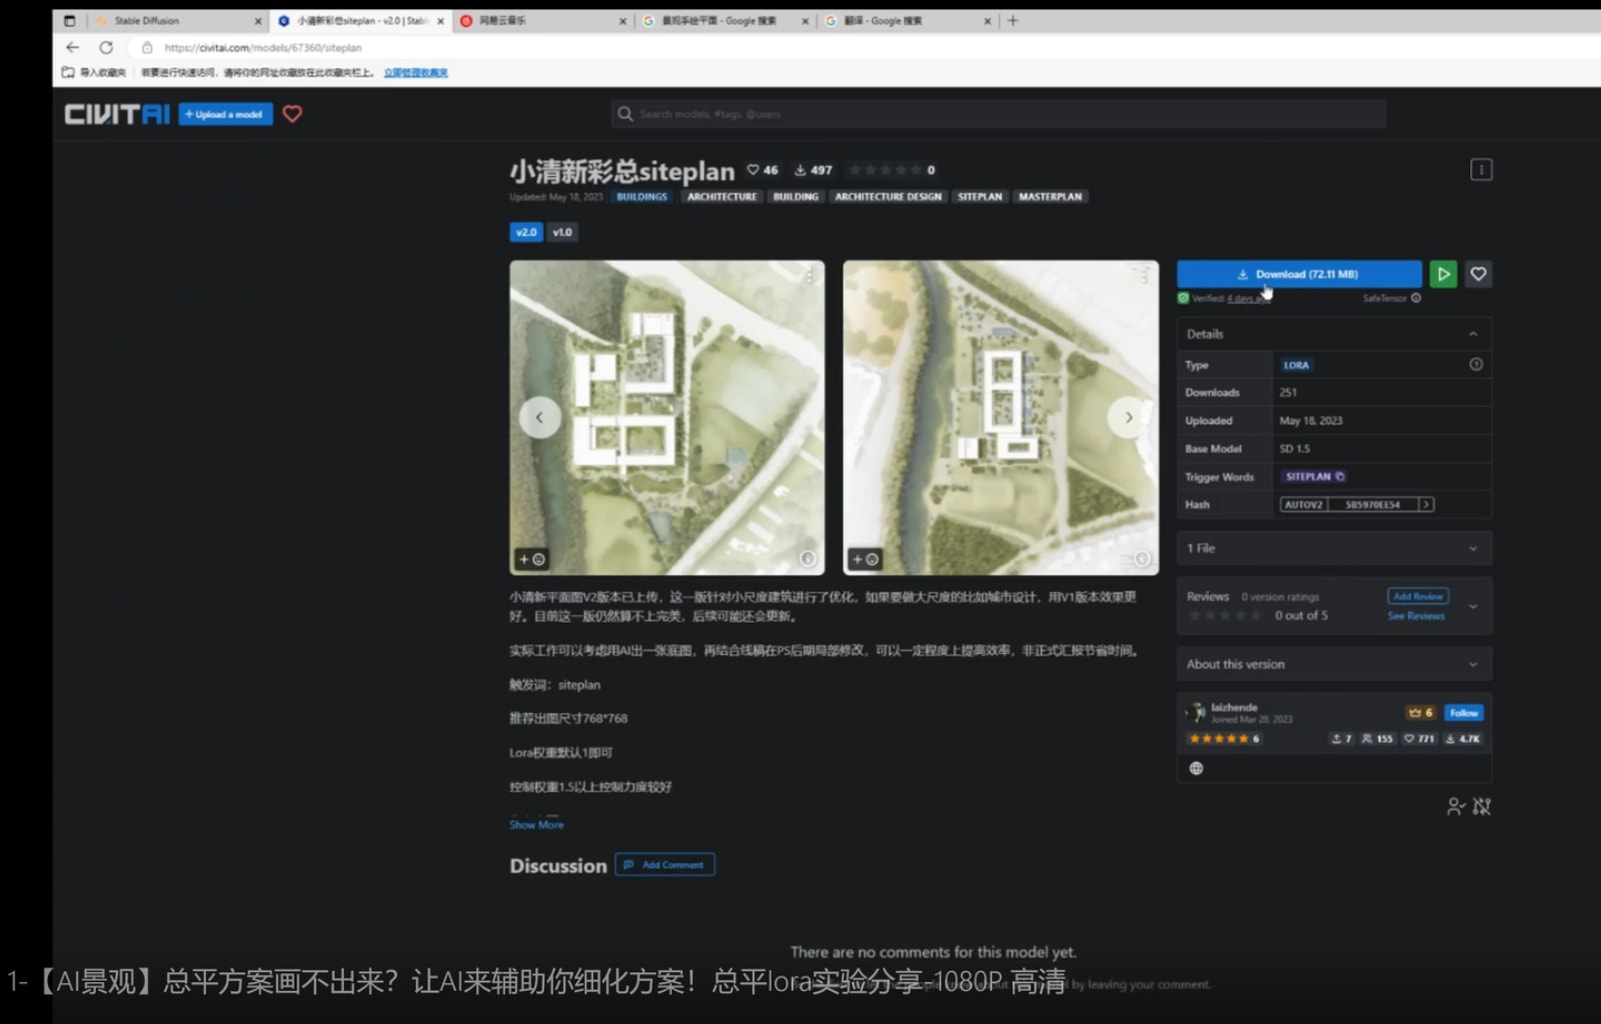 Stable Diffusion
小清新彩总siteplan - v2.0 | Stabl
网易云音乐
景观手绘平面 - Google 搜索
翻译 - Google 搜索
https://civitai.com/models/67360/siteplan
导入收藏夹
若要进行快速访问，请将你的网址收藏放在此收藏夹栏上。 立即管理收藏夹
CIVITAI
+ Upload a model
Search models, #tags, @users
小清新彩总siteplan
46
497
0
Updated: May 18, 2023
BUILDINGS
ARCHITECTURE
BUILDING
ARCHITECTURE DESIGN
SITEPLAN
MASTERPLAN
v2.0
v1.0
Download (72.11 MB)
Verified: 4 days ago
SafeTensor
Details
Type
LORA
Downloads
251
Uploaded
May 18, 2023
Base Model
SD 1.5
Trigger Words
SITEPLAN
Hash
AUTOV2
5B5970EE54
1 File
Reviews
0 version ratings
Add Review
0 out of 5
See Reviews
About this version
laizhende
Joined Mar 28, 2023
6
Follow
6
7
155
771
4.7K
小清新平面图V2版本已上传，这一版针对小尺度建筑进行了优化，如果要做大尺度的比如城市设计，用V1版本效果更
好。目前这一版仍然算不上完美，后续可能还会更新。
实际工作可以考虑用AI出一张底图，再结合线稿在PS后期局部修改，可以一定程度上提高效率，非正式汇报节省时间。
触发词：siteplan
推荐出图尺寸768*768
Lora权重默认1即可
控制权重1.5以上控制力度较好
Show More
Discussion
Add Comment
There are no comments for this model yet.
by leaving your comment.
1-【AI景观】总平方案画不出来？让AI来辅助你细化方案！总平lora实验分享-1080P 高清